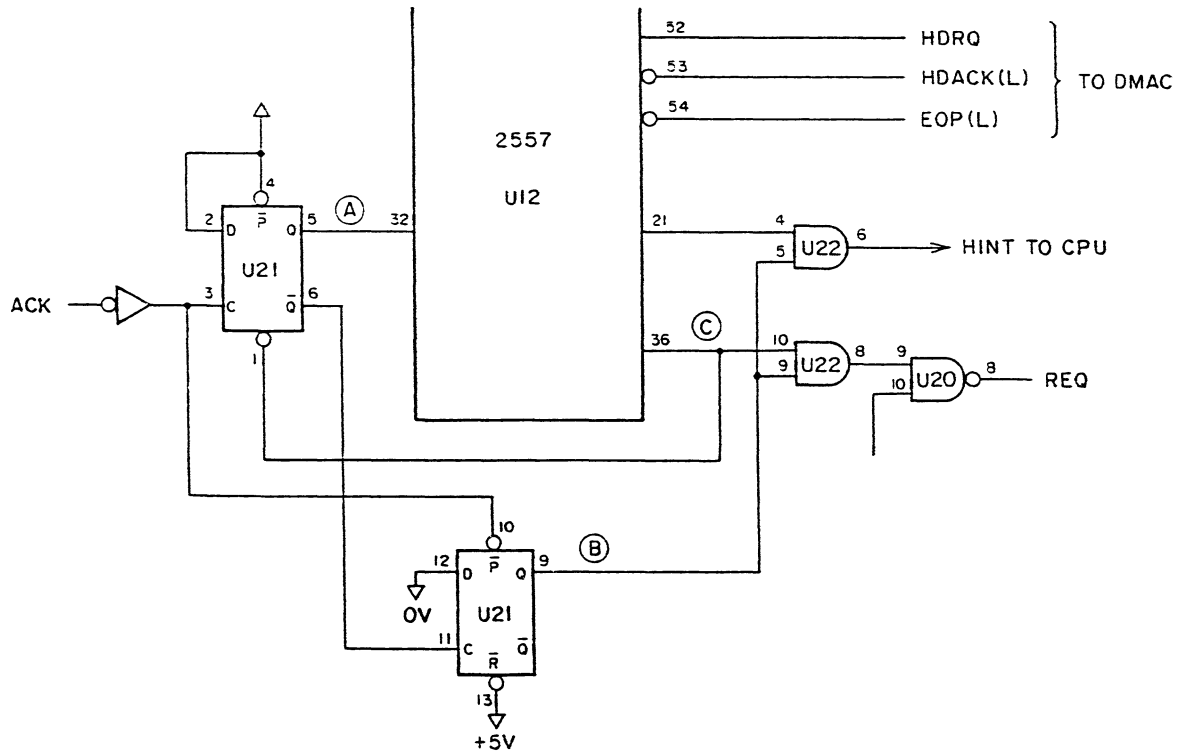 52
HDRQ
53
HDACK(L)
TO DMAC
54
EOP(L)
2557
U12
4
2
D
P̅
Q
5
A
32
U21
ACK
3
C
Q̅
6
1
21
4
5
U22
6
HINT TO CPU
36
C
10
9
U22
8
9
10
U20
8
REQ
10
12
D
P̅
Q
9
B
0V
U21
11
C
R̅
Q̅
13
+5V